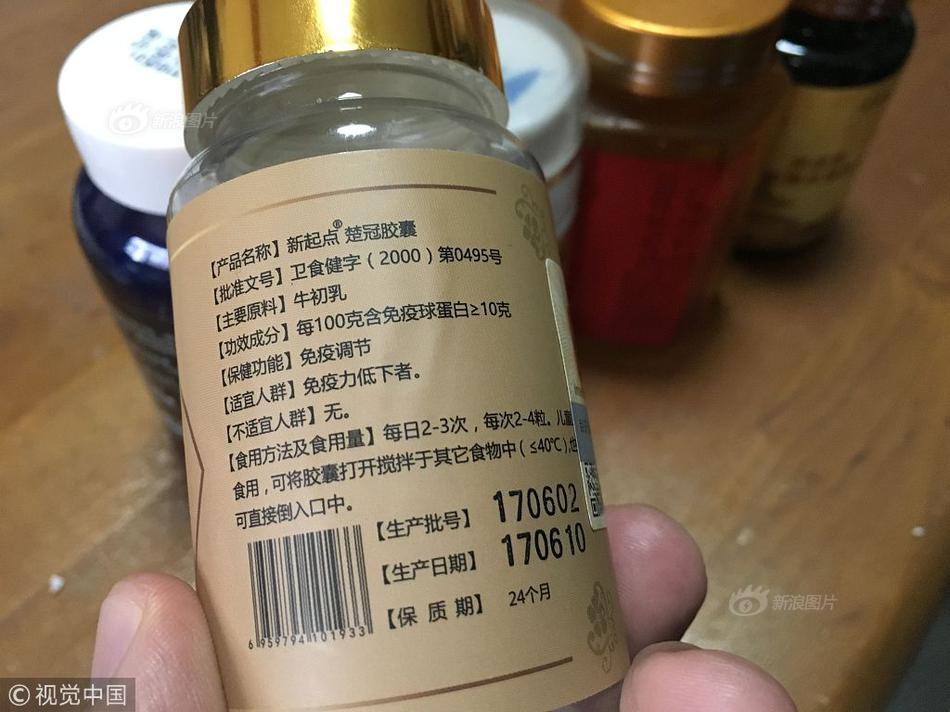 【产品名称】新起点® 楚冠胶囊
【批准文号】卫食健字（2000）第0495号
【主要原料】牛初乳
【功效成分】每100克含免疫球蛋白≥10克
【保健功能】免疫调节
【适宜人群】免疫力低下者。
【不适宜人群】无。
【食用方法及食用量】每日2-3次，每次2-4粒。儿童
食用，可将胶囊打开搅拌于其它食物中（≤40℃），也
可直接倒入口中。
【生产批号】 170602
【生产日期】 170610
【保 质 期】 24个月
6 959794 101933
新浪图片
新浪图片
©视觉中国